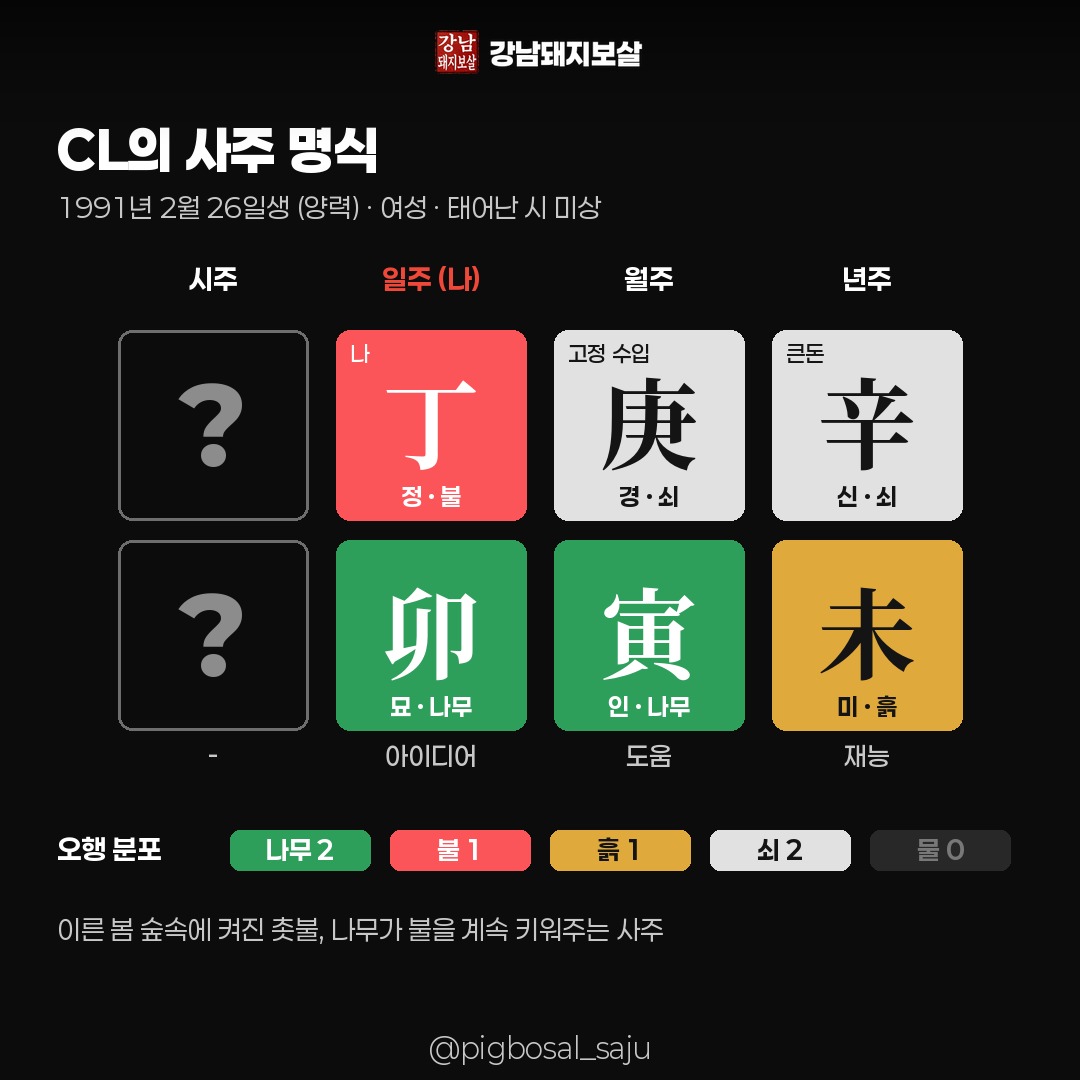 강남
돼지보살
강남돼지보살
CL의 사주 명식
1991년 2월 26일생 (양력) · 여성 · 태어난 시 미상
시주 일주 (나) 월주 년주
? 나 丁 정 · 불 고정 수입 庚 경 · 쇠 큰돈 辛 신 · 쇠
? 卯 묘 · 나무 寅 인 · 나무 未 미 · 흙
- 아이디어 도움 재능
오행 분포 나무 2 불 1 흙 1 쇠 2 물 0
이른 봄 숲속에 켜진 촛불, 나무가 불을 계속 키워주는 사주
@pigbosal_saju